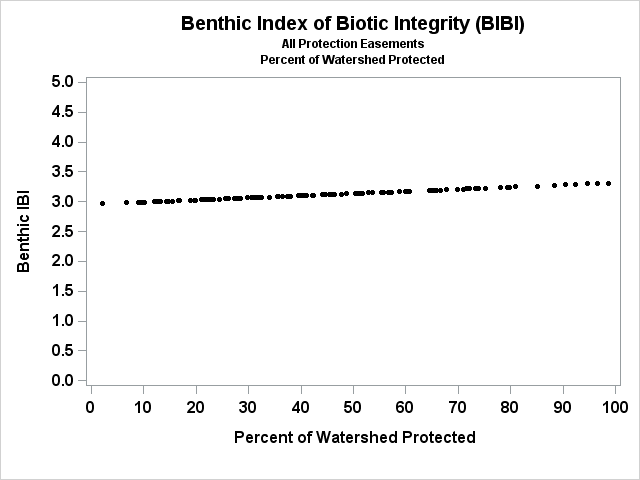 Benthic Index of Biotic Integrity (BIBI)
All Protection Easements
Percent of Watershed Protected
5.0
4.5
4.0
3.5
3.0
2.5
2.0
1.5
1.0
0.5
0.0
Benthic IBI
0 10 20 30 40 50 60 70 80 90 100
Percent of Watershed Protected